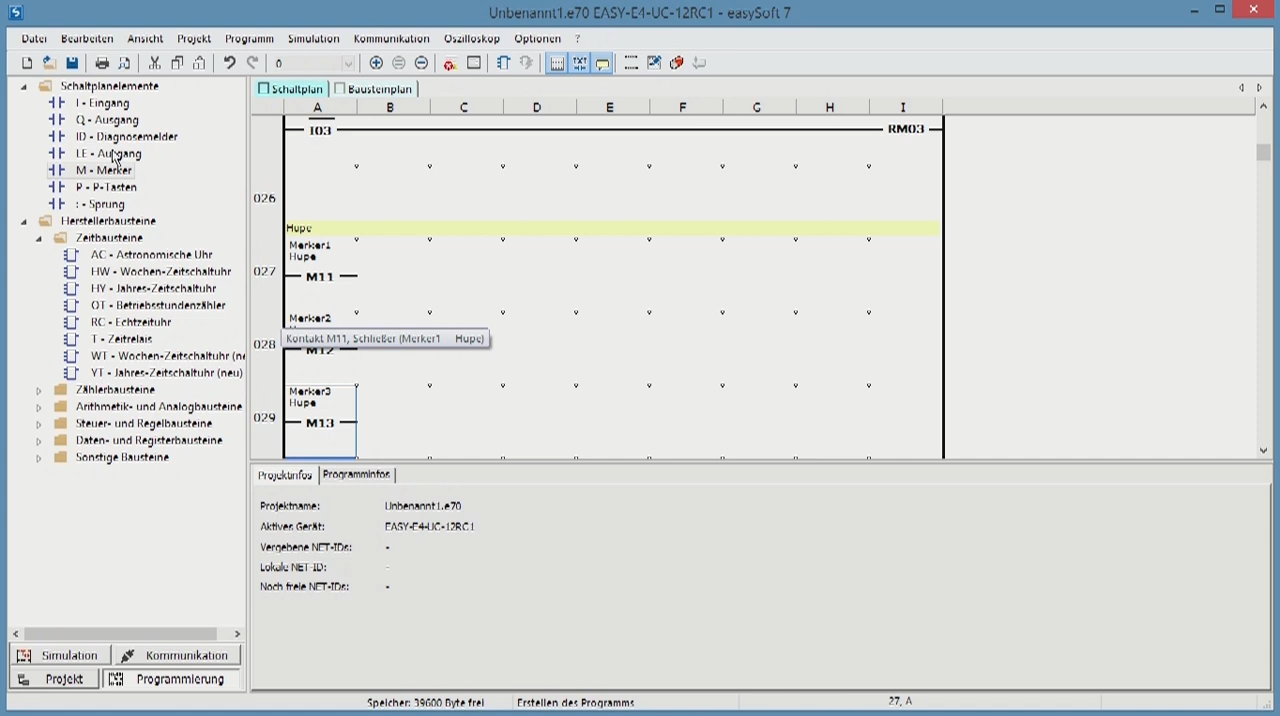 Unbenannt1.e70 EASY-E4-UC-12RC1 - easySoft 7
Datei Bearbeiten Ansicht Projekt Programm Simulation Kommunikation Oszilloskop Optionen ?
0
Schaltplanelemente
I - Eingang
Q - Ausgang
ID - Diagnosemelder
LE - Ausgang
M - Merker
P - P-Tasten
: - Sprung
Herstellerbausteine
Zeitbausteine
AC - Astronomische Uhr
HW - Wochen-Zeitschaltuhr
HY - Jahres-Zeitschaltuhr
OT - Betriebsstundenzähler
RC - Echtzeituhr
T - Zeitrelais
WT - Wochen-Zeitschaltuhr (ne
YT - Jahres-Zeitschaltuhr (neu)
Zählerbausteine
Arithmetik- und Analogbausteine
Steuer- und Regelbausteine
Daten- und Registerbausteine
Sonstige Bausteine
Simulation Kommunikation
Projekt Programmierung
Schaltplan Bausteinplan
A B C D E F G H I
I03 RM03
026
Hupe
Merker1
Hupe
027 M11
Merker2
028
Kontakt M11, Schließer (Merker1 Hupe)
M12
Merker3
Hupe
029 M13
Projektinfos Programminfos
Projektname: Unbenannt1.e70
Aktives Gerät: EASY-E4-UC-12RC1
Vergebene NET-IDs: -
Lokale NET-ID: -
Noch freie NET-IDs: -
Speicher: 39600 Byte frei Erstellen des Programms 27, A